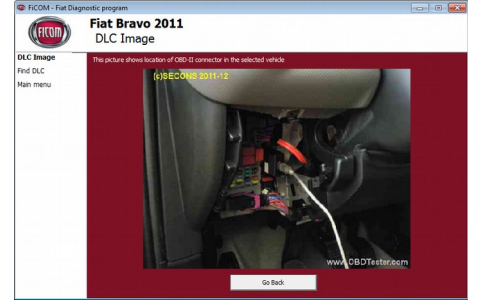 FiCOM - Fiat Diagnostic program
FiCOM
Fiat Bravo 2011
DLC Image
DLC Image
Find DLC
Main menu
This picture shows location of OBD-II connector in the selected vehicle
(c)SECONS 2011-12
www.OBDTester.com
Go Back